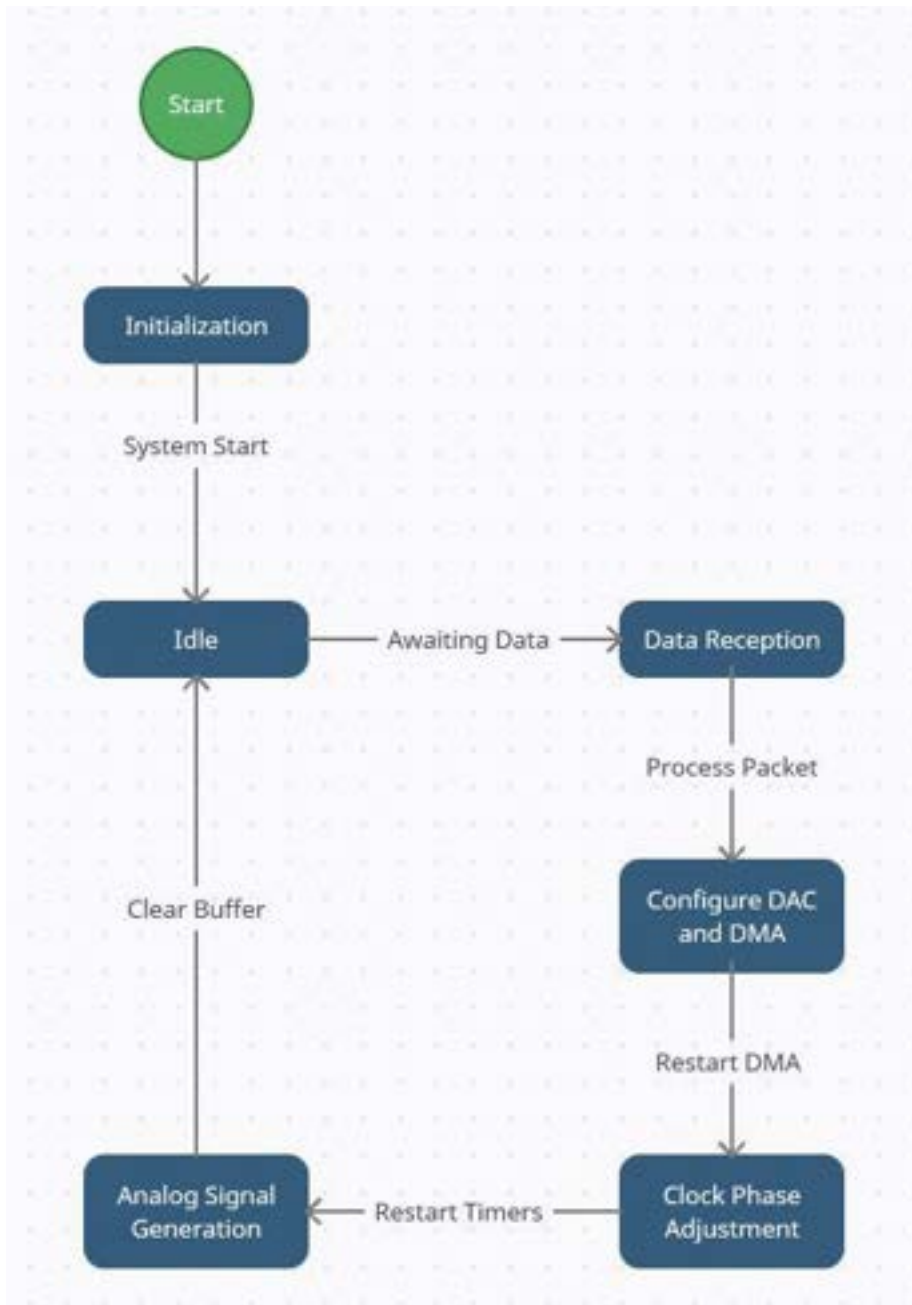 Start
Initialization
System Start
Idle
Awaiting Data
Data Reception
Process Packet
Configure DAC
and DMA
Clear Buffer
Restart DMA
Analog Signal
Generation
Restart Timers
Clock Phase
Adjustment